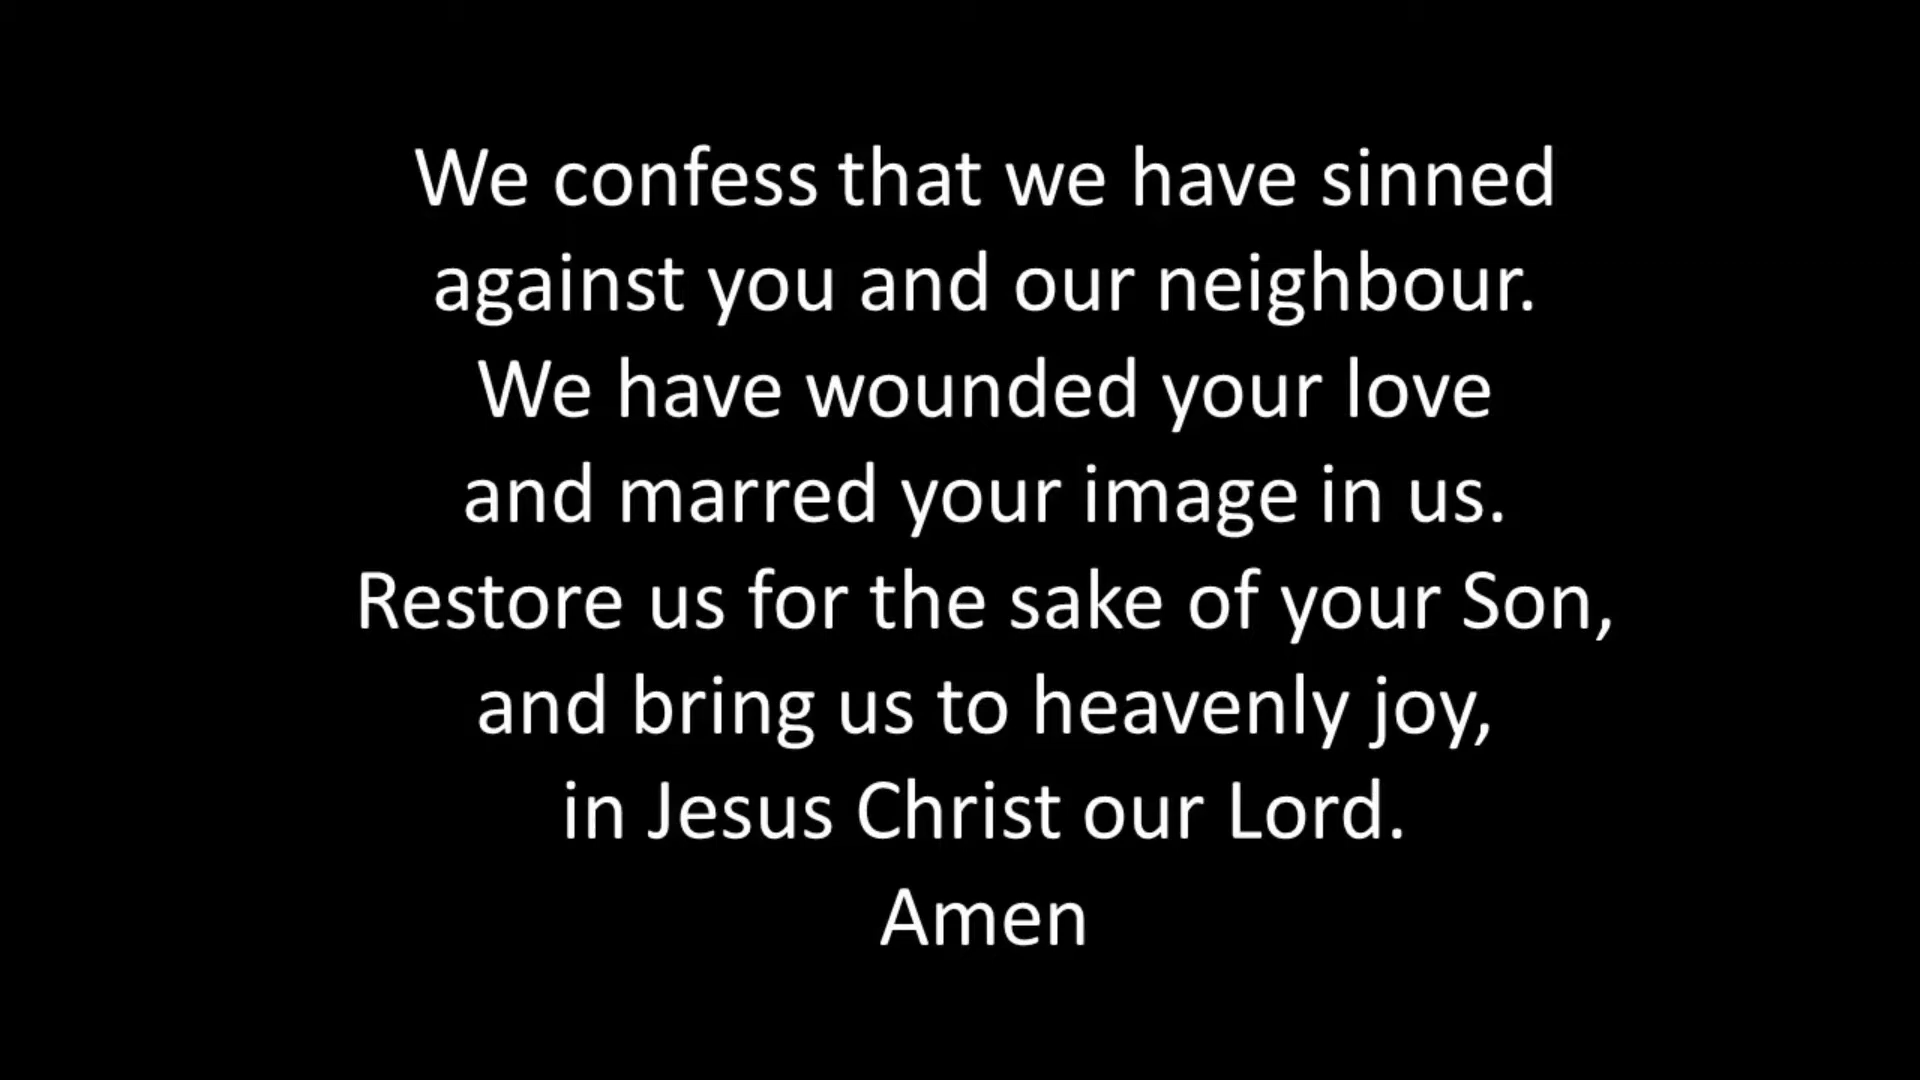 We confess that we have sinned
against you and our neighbour.
We have wounded your love
and marred your image in us.
Restore us for the sake of your Son,
and bring us to heavenly joy,
in Jesus Christ our Lord.
Amen